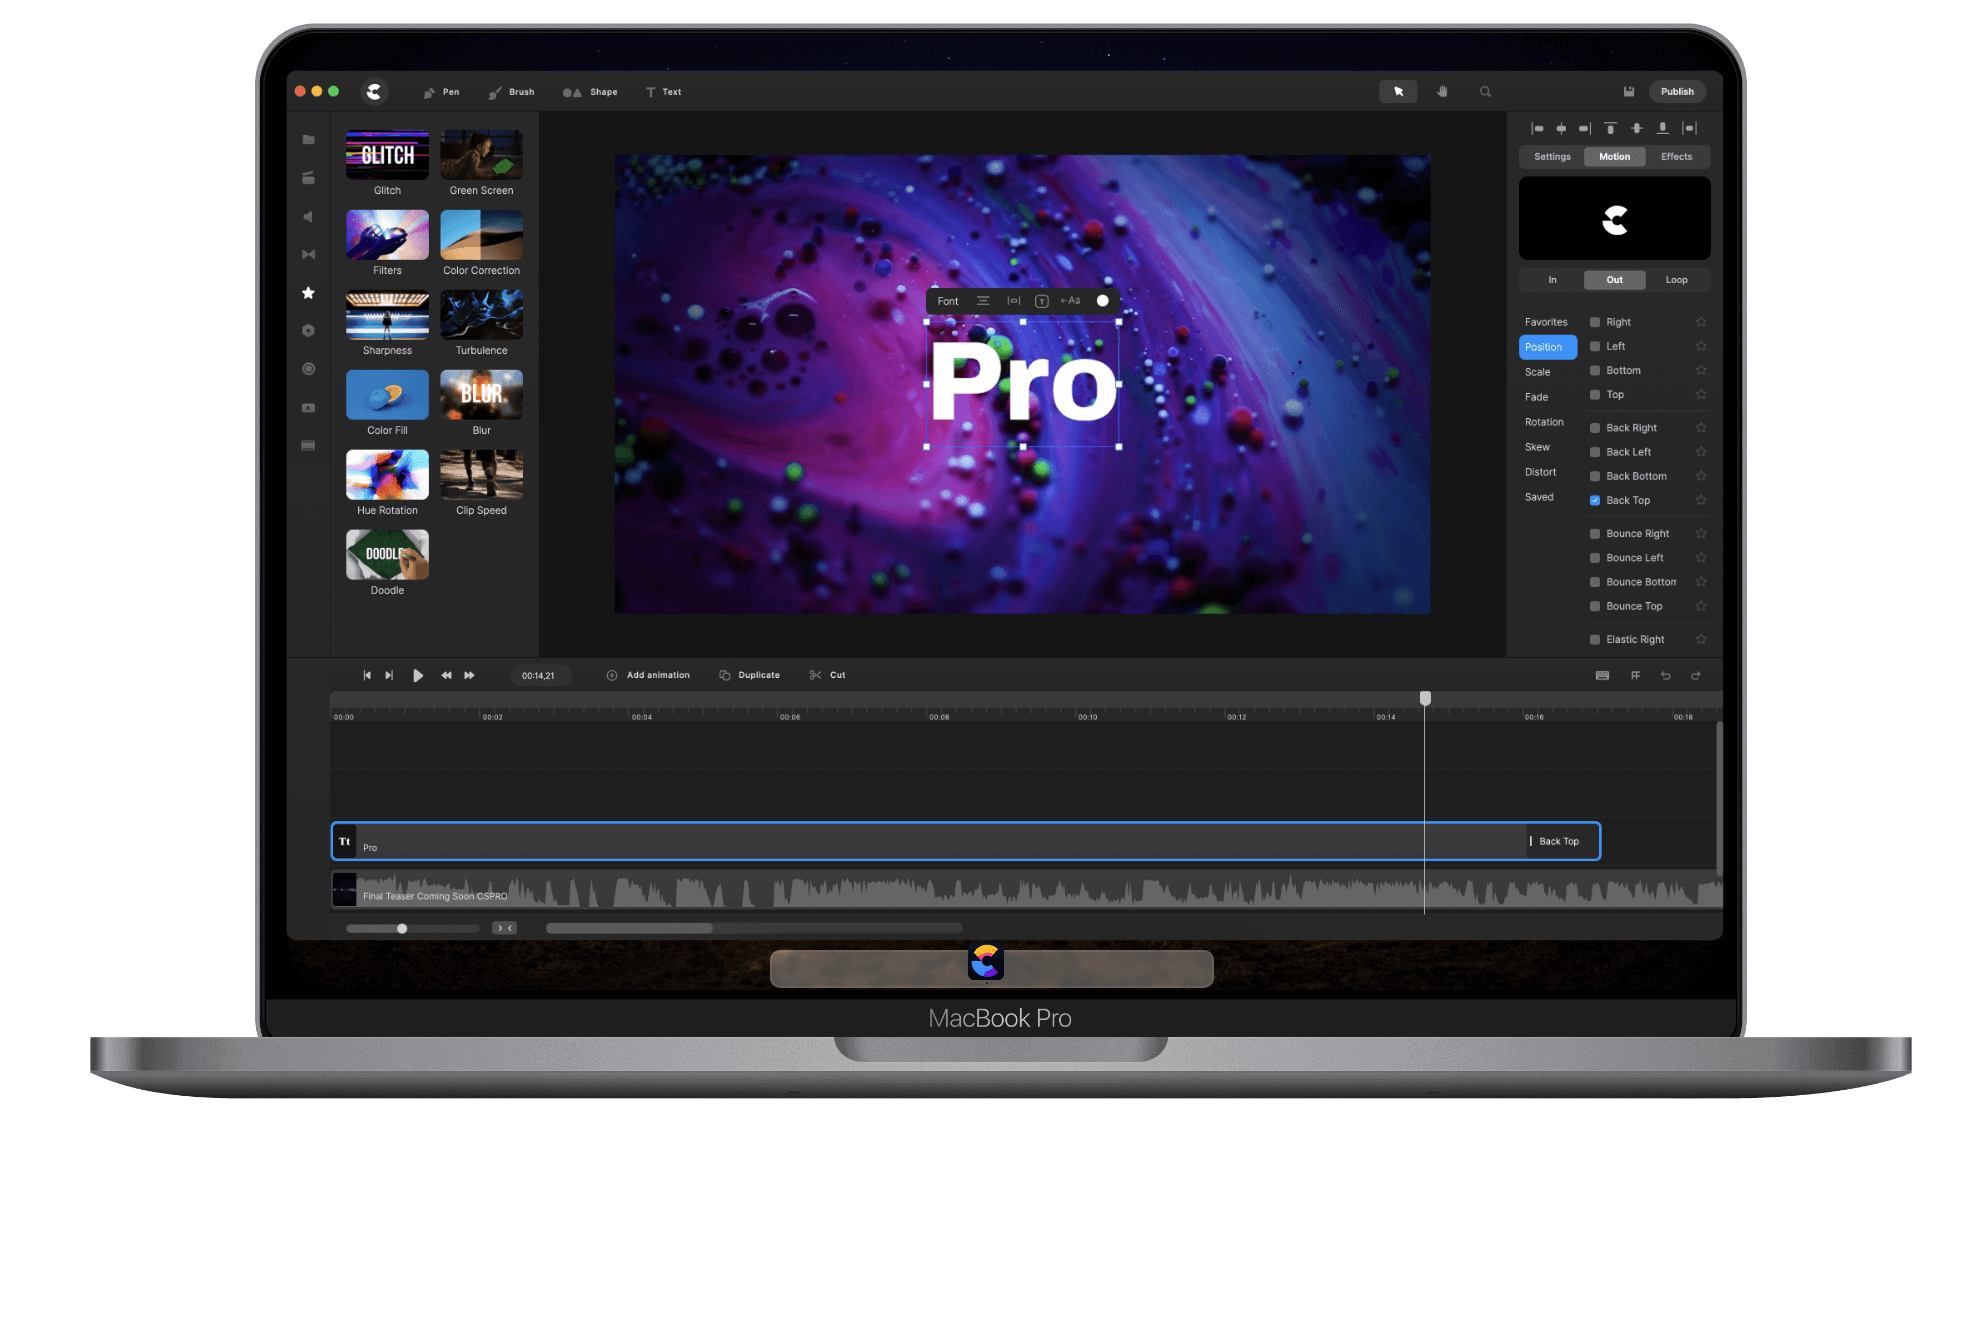 Pen Brush Shape Text Publish
GLITCH
Glitch Green Screen
Filters Color Correction
Sharpness Turbulence
BLUR
Color Fill Blur
Hue Rotation Clip Speed
DOODLE
Doodle
Font Aa
Pro
Settings Motion Effects
In Out Loop
Favorites
Position
Scale
Fade
Rotation
Skew
Distort
Saved
Right
Left
Bottom
Top
Back Right
Back Left
Back Bottom
Back Top
Bounce Right
Bounce Left
Bounce Bottom
Bounce Top
Elastic Right
00:14,21 Add animation Duplicate Cut
00:00 00:02 00:04 00:06 00:08 00:10 00:12 00:14 00:16 00:18
Tt Pro Back Top
Final Teaser Coming Soon CSPRO
MacBook Pro